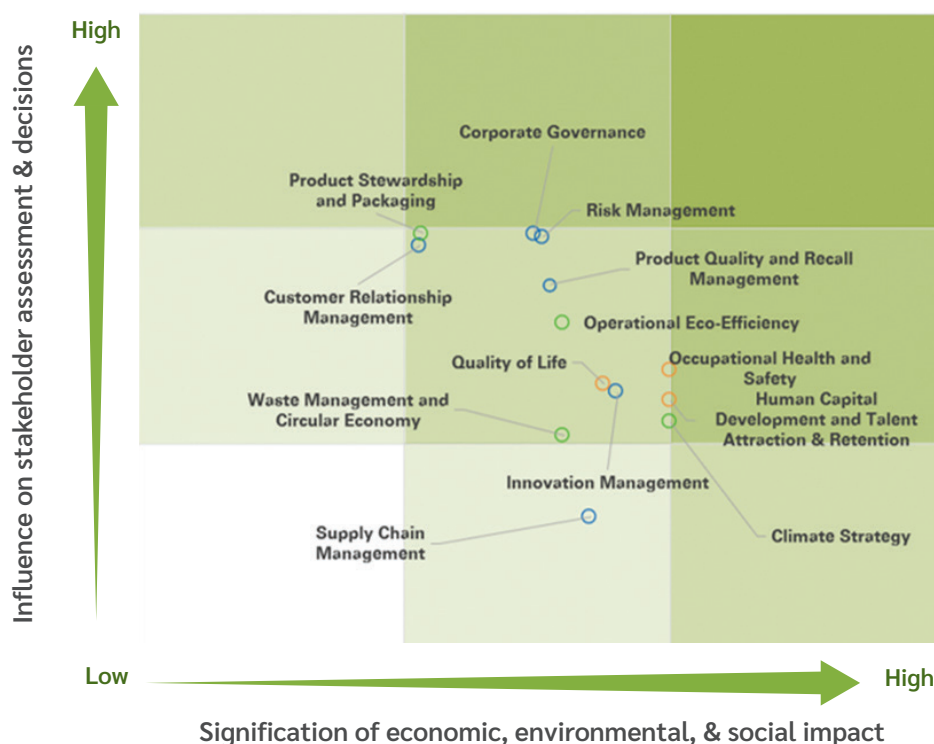 High
Influence on stakeholder assessment & decisions
Corporate Governance
Product Stewardship
and Packaging
Risk Management
Product Quality and Recall
Management
Customer Relationship
Management
Operational Eco-Efficiency
Quality of Life
Occupational Health and
Safety
Waste Management and
Circular Economy
Human Capital
Development and Talent
Attraction & Retention
Innovation Management
Supply Chain
Management
Climate Strategy
Low
High
Signification of economic, environmental, & social impact